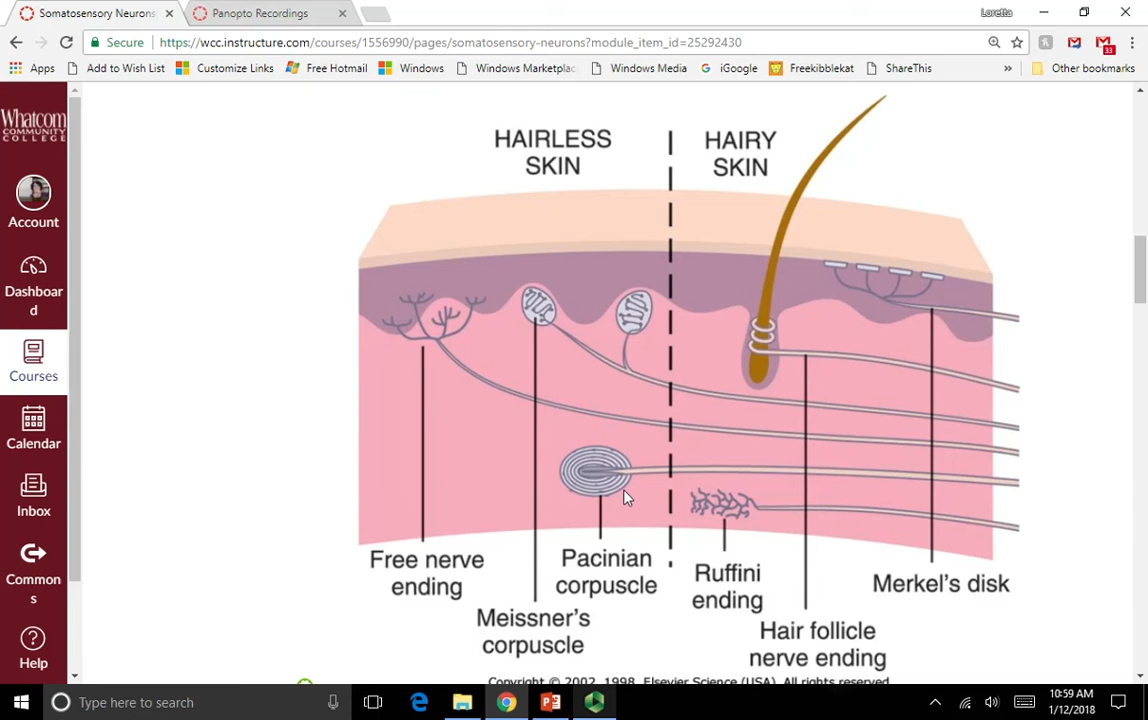 Somatosensory Neurons
Panopto Recordings
Loretta
Secure
https://wcc.instructure.com/courses/1556990/pages/somatosensory-neurons?module_item_id=25292430
33
Apps
Add to Wish List
Customize Links
Free Hotmail
Windows
Windows Marketplac
Windows Media
iGoogle
Freekibblekat
ShareThis
Other bookmarks
Whatcom
COMMUNITY
COLLEGE
Account
Dashboar
d
Courses
Calendar
Inbox
Common
s
Help
HAIRLESS
SKIN
HAIRY
SKIN
Free nerve
ending
Meissner's
corpuscle
Pacinian
corpuscle
Ruffini
ending
Hair follicle
nerve ending
Merkel's disk
Copyright © 2002, 1998, Elsevier Science (USA). All rights reserved.
Type here to search
10:59 AM
1/12/2018